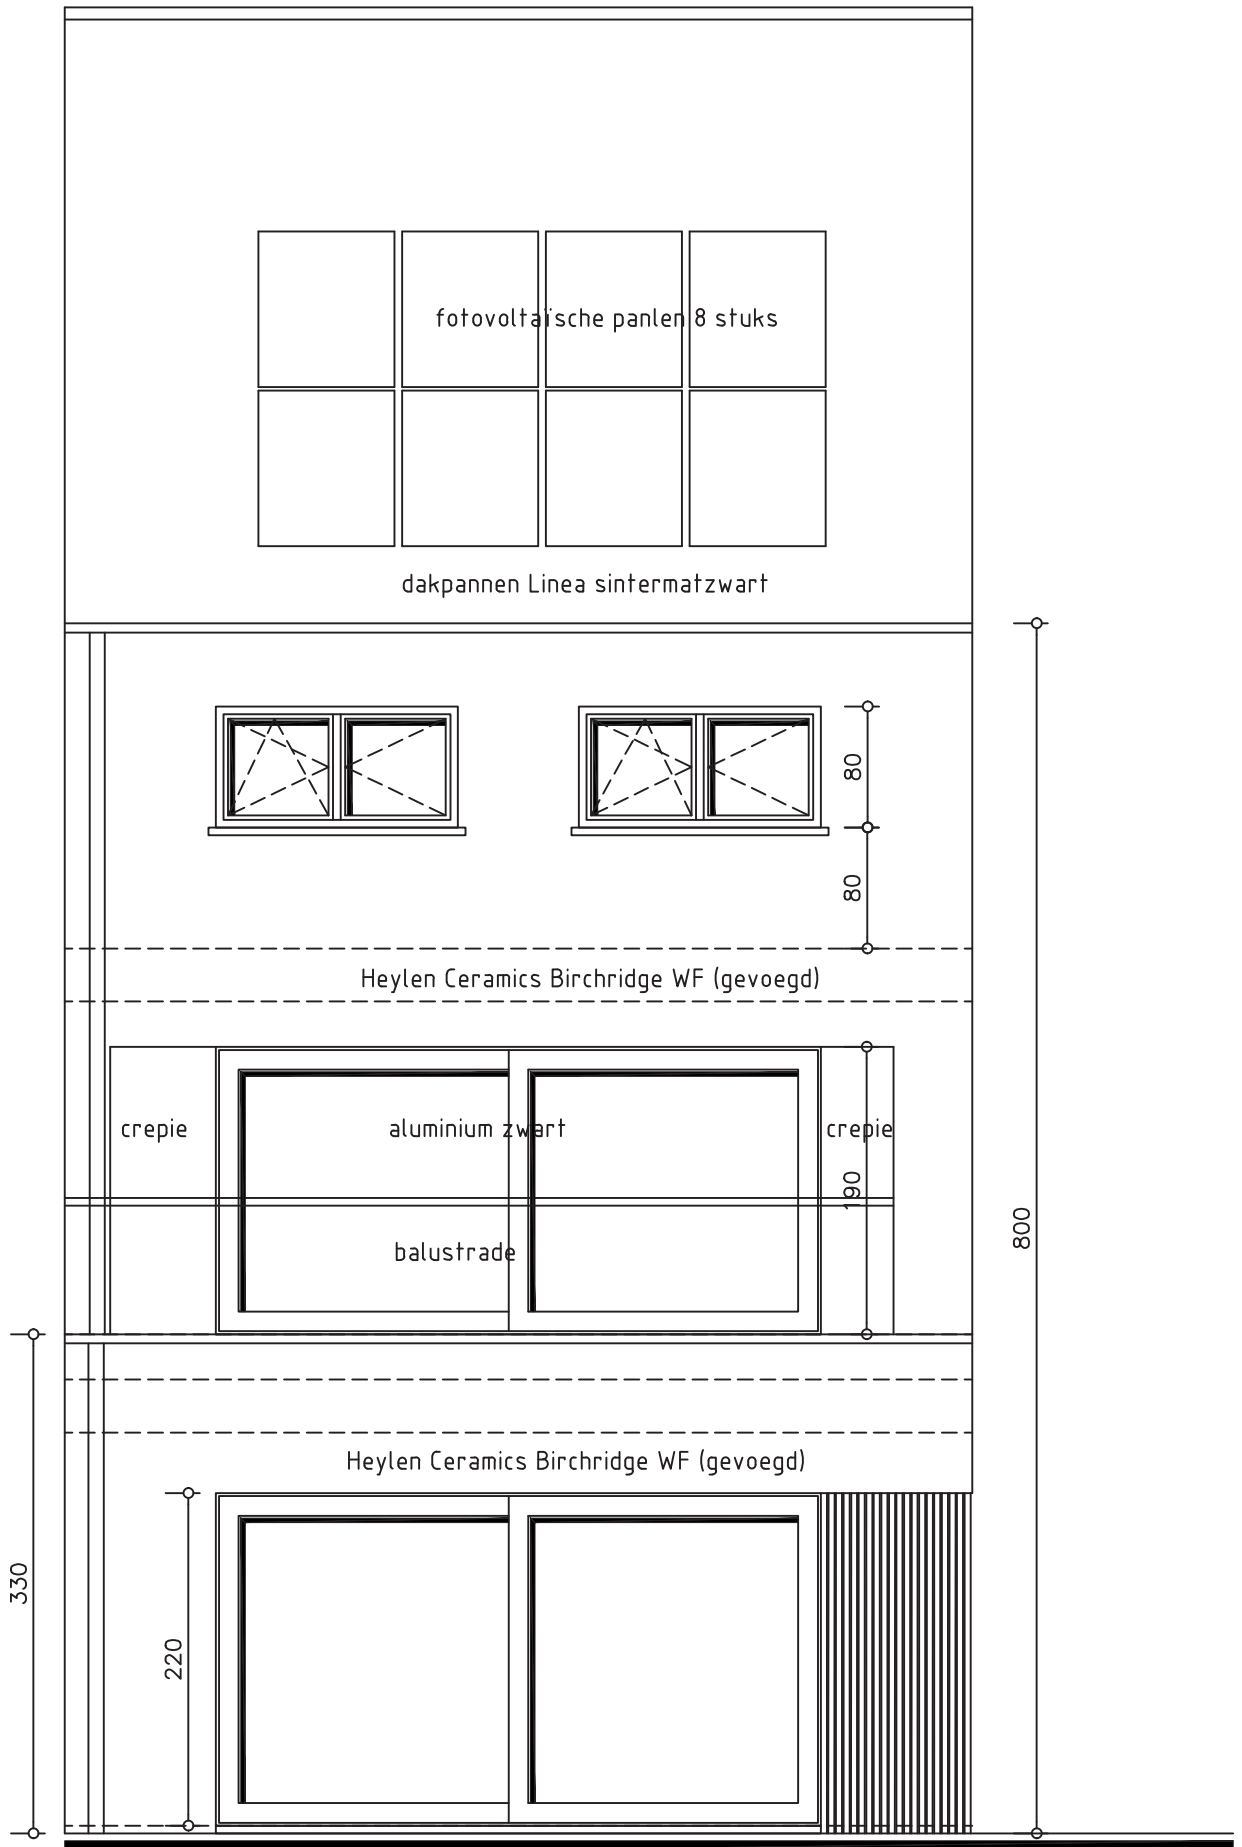 fotovoltaïsche panlen 8 stuks
dakpannen Linea sintermatzwart
80
80
Heylen Ceramics Birchridge WF (gevoegd)
crepie
aluminium zwart
crepie
190
800
balustrade
Heylen Ceramics Birchridge WF (gevoegd)
330
220